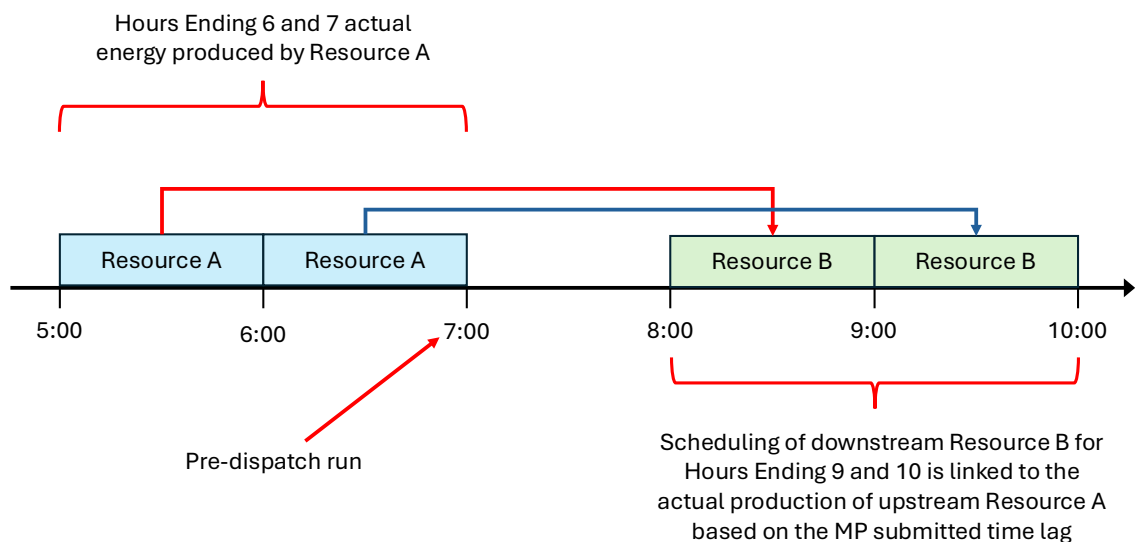 Hours Ending 6 and 7 actual
energy produced by Resource A
Resource A
Resource A
Resource B
Resource B
5:00
6:00
7:00
8:00
9:00
10:00
Pre-dispatch run
Scheduling of downstream Resource B for
Hours Ending 9 and 10 is linked to the
actual production of upstream Resource A
based on the MP submitted time lag